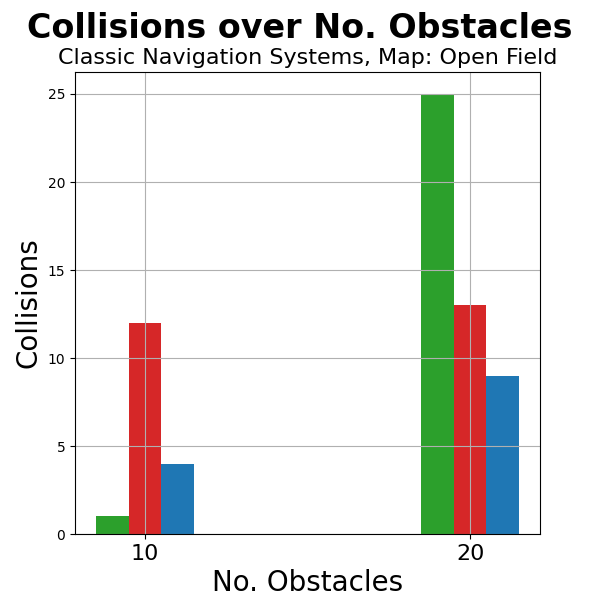 Collisions over No. Obstacles
Classic Navigation Systems, Map: Open Field
25
20
15
10
5
0
Collisions
10 20
No. Obstacles